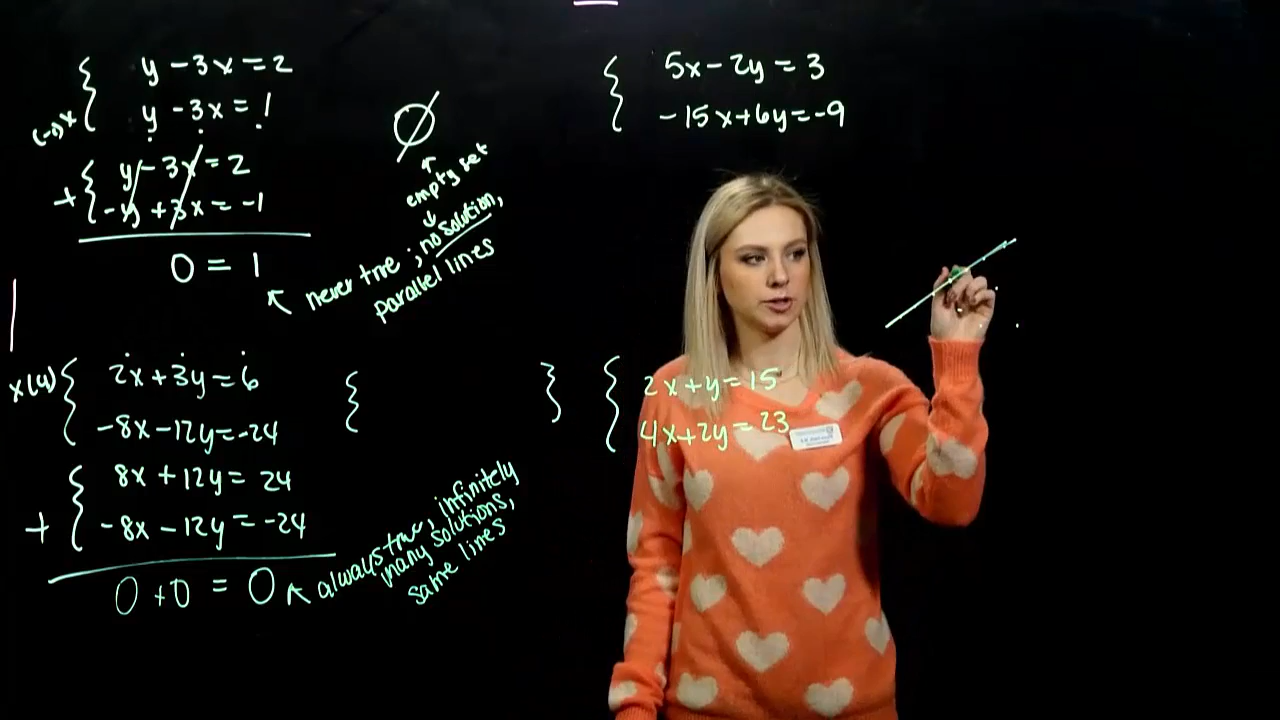 y - 3x = 2
y - 3x = 1
(-1)x
y - 3x = 2
+
-y + 3x = -1
0 = 1
never true; no solution,
parallel lines
∅
empty set
x(4)
2x + 3y = 6
-8x - 12y = -24
8x + 12y = 24
+
-8x - 12y = -24
0 + 0 = 0
always true, infinitely
many solutions,
same lines
5x - 2y = 3
-15x + 6y = -9
2x + y = 15
4x + 2y = 23